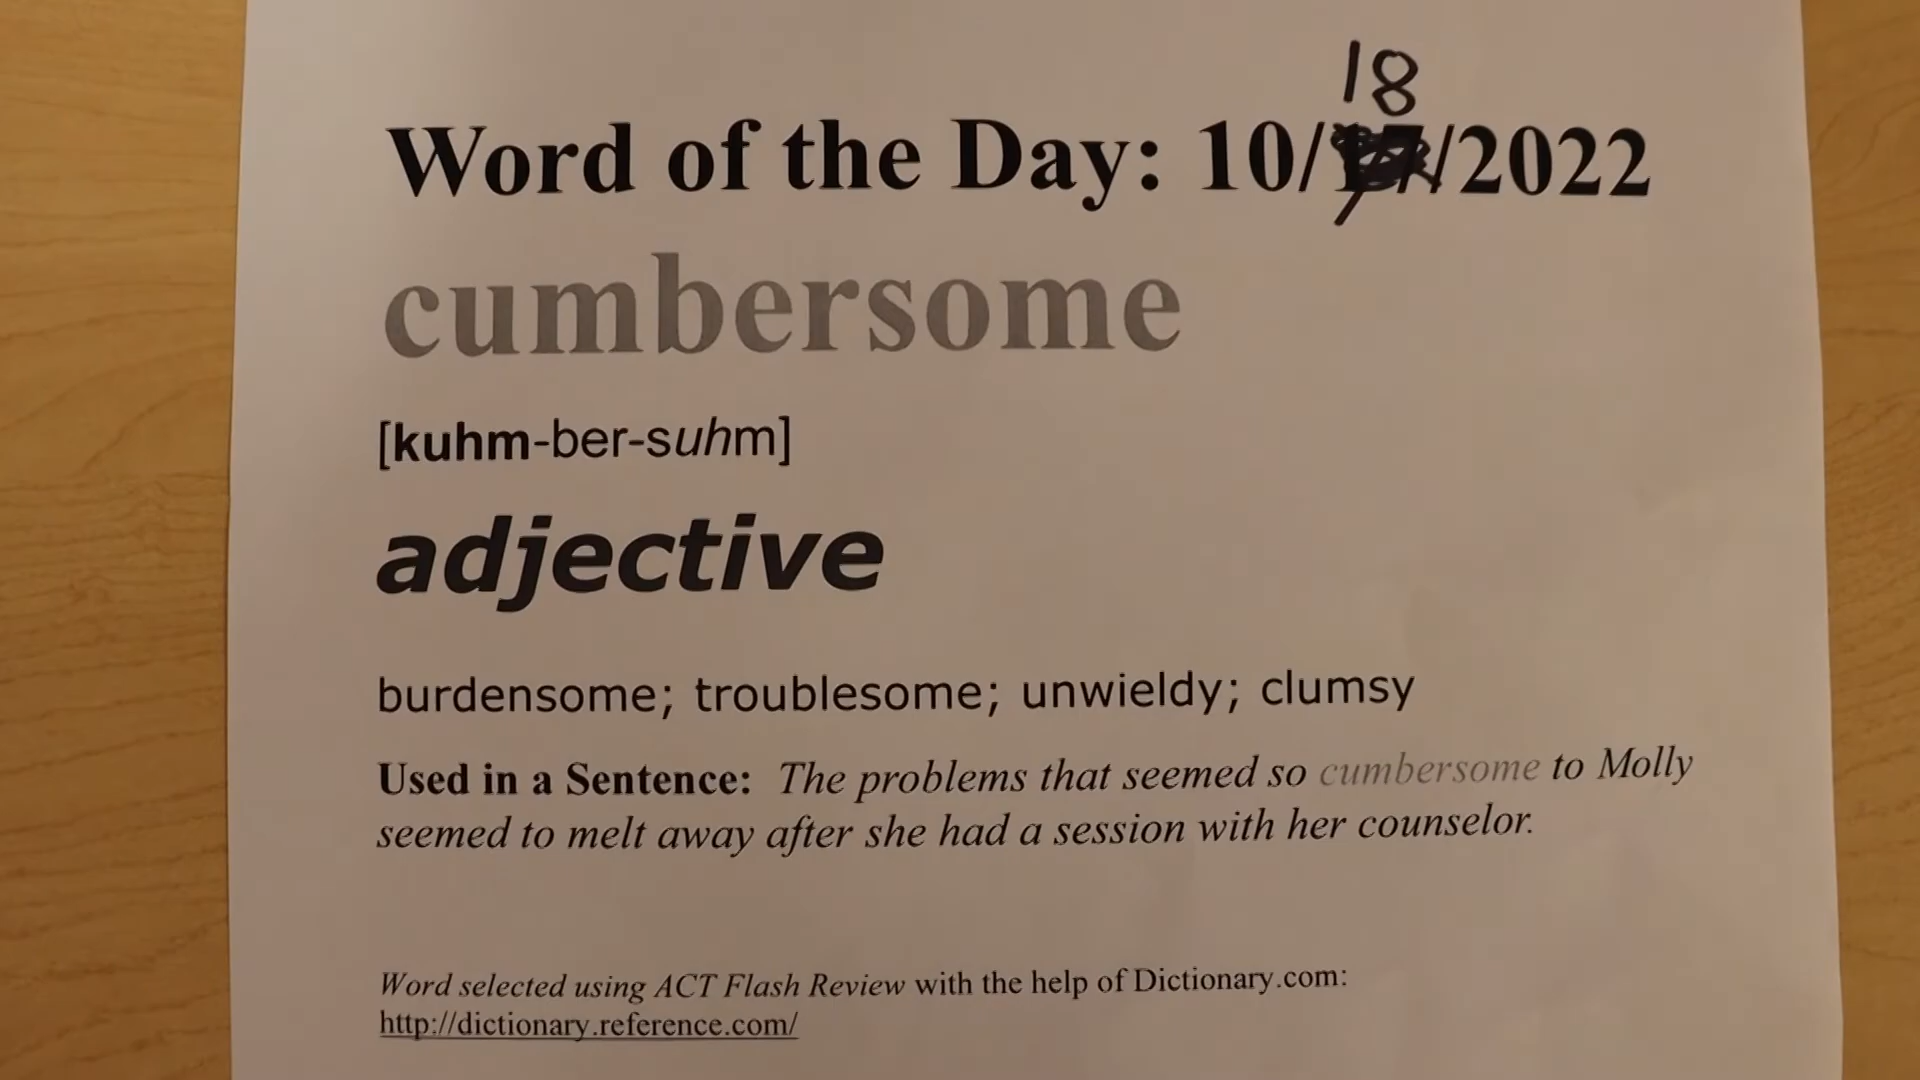 18
Word of the Day: 10/17/2022
cumbersome
[kuhm-ber-suhm]
adjective
burdensome; troublesome; unwieldy; clumsy
Used in a Sentence: The problems that seemed so cumbersome to Molly
seemed to melt away after she had a session with her counselor.
Word selected using ACT Flash Review with the help of Dictionary.com:
http://dictionary.reference.com/